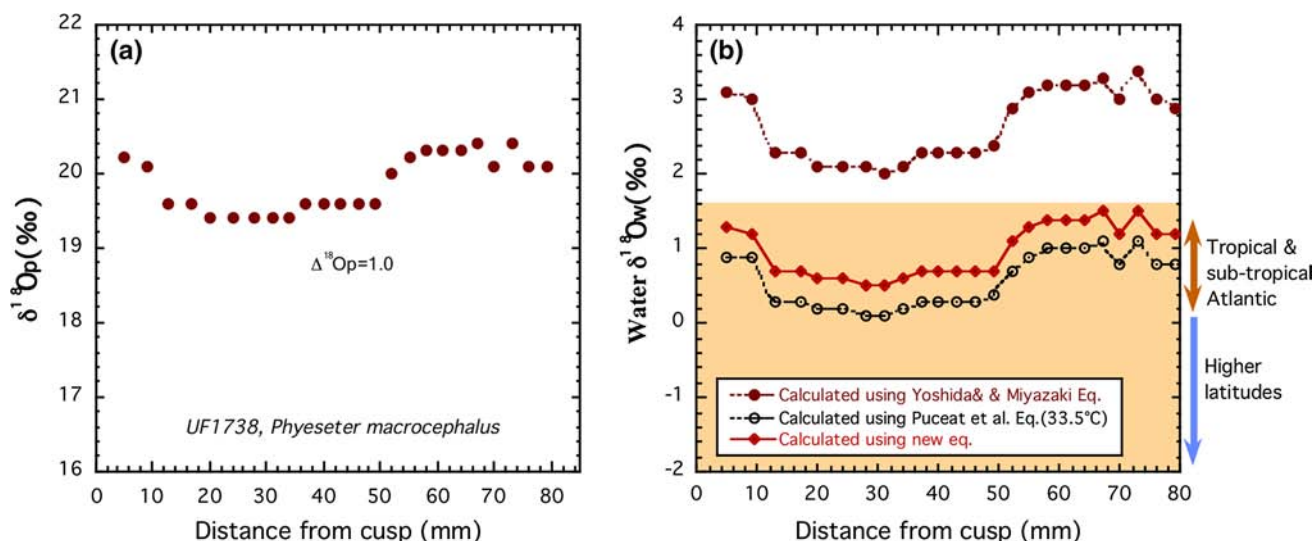 (a)
22
21
20
19
18
17
16
δ¹⁸Op(‰)
Δ¹⁸Op=1.0
UF1738, Phyeseter macrocephalus
0 10 20 30 40 50 60 70 80
Distance from cusp (mm)
(b)
4
3
2
1
0
-1
-2
Water δ¹⁸Ow(‰)
Calculated using Yoshida& & Miyazaki Eq.
Calculated using Puceat et al. Eq.(33.5°C)
Calculated using new eq.
0 10 20 30 40 50 60 70 80
Distance from cusp (mm)
Tropical &
sub-tropical
Atlantic
Higher
latitudes